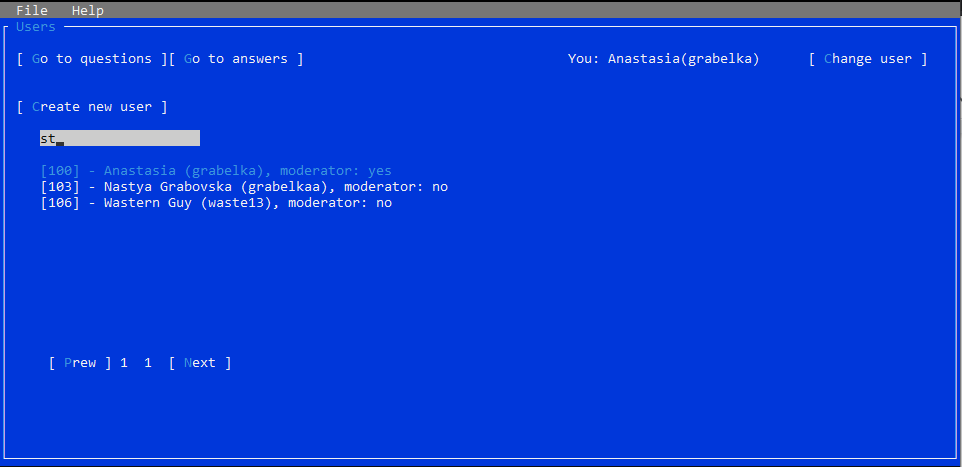 File Help
Users
[ Go to questions ][ Go to answers ] You: Anastasia(grabelka) [ Change user ]
[ Create new user ]
st
[100] - Anastasia (grabelka), moderator: yes
[103] - Nastya Grabovska (grabelkaa), moderator: no
[106] - Wastern Guy (waste13), moderator: no
[ Prew ] 1 1 [ Next ]